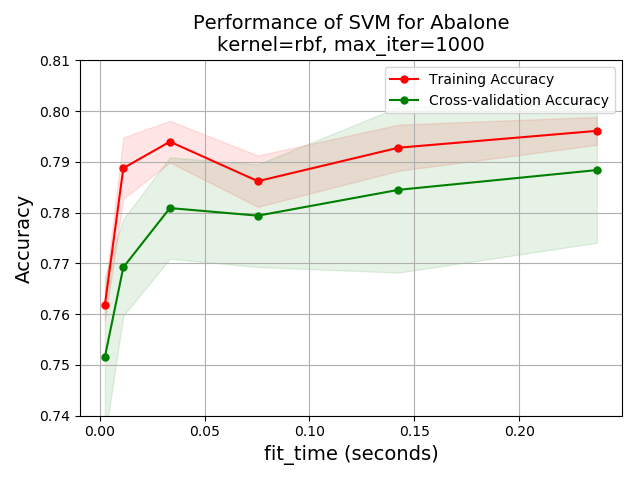 Performance of SVM for Abalone
kernel=rbf, max_iter=1000
0.81
0.80
0.79
0.78
0.77
0.76
0.75
0.74
Accuracy
Training Accuracy
Cross-validation Accuracy
0.00 0.05 0.10 0.15 0.20
fit_time (seconds)